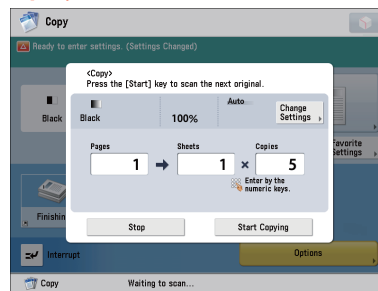 Copy
Ready to enter settings. (Settings Changed)
<Copy>
Press the [Start] key to scan the next original.
Black
Black
100%
Auto
Change
Settings
Favorite
Settings
Pages
Sheets
Copies
1
1
×
5
Enter by the
numeric keys.
Finishin
Stop
Start Copying
Interrupt
Options
Copy
Waiting to scan...